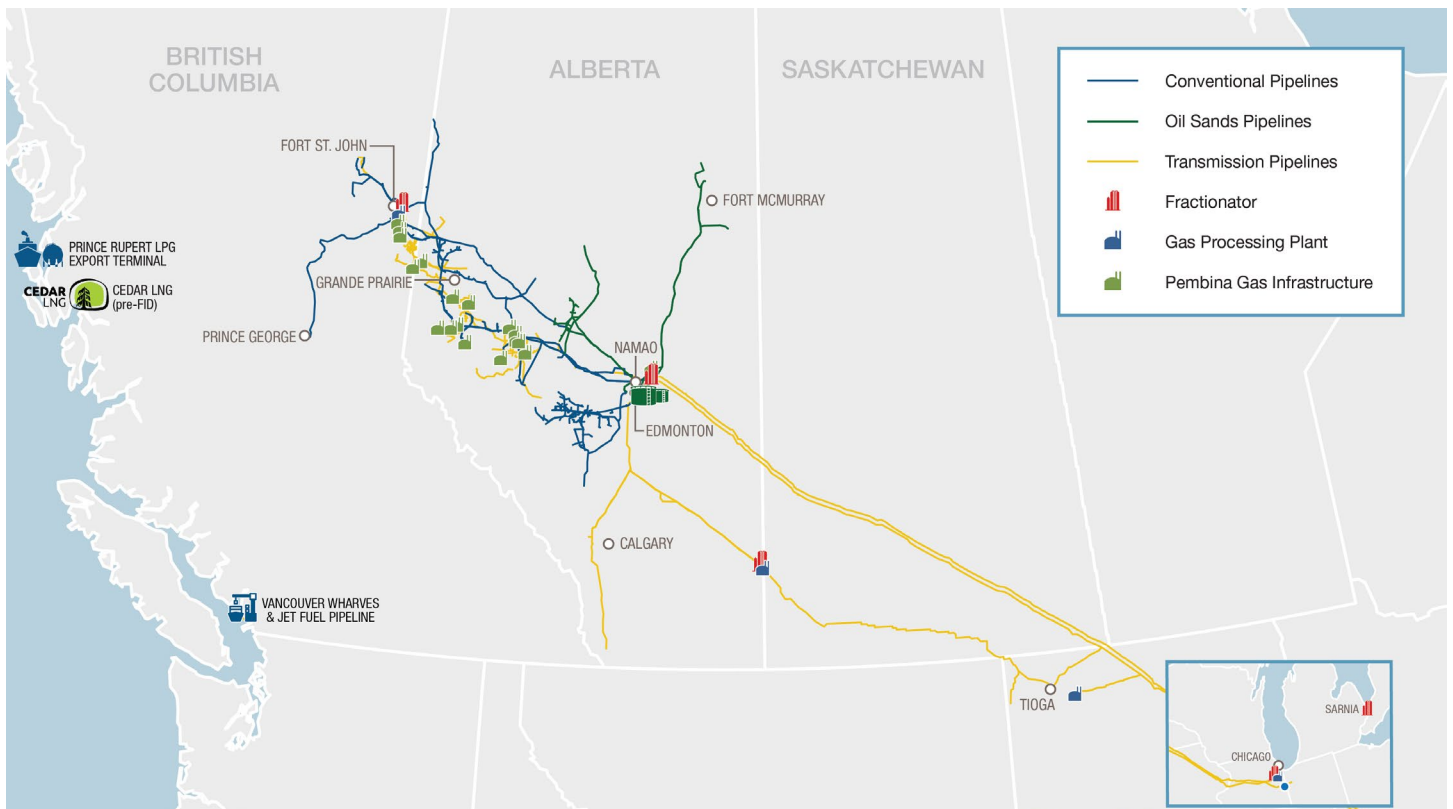 BRITISH
COLUMBIA
ALBERTA
SASKATCHEWAN
Conventional Pipelines
Oil Sands Pipelines
Transmission Pipelines
Fractionator
Gas Processing Plant
Pembina Gas Infrastructure
FORT ST. JOHN
FORT MCMURRAY
PRINCE RUPERT LPG
EXPORT TERMINAL
GRANDE PRAIRIE
CEDAR
LNG
CEDAR LNG
(pre-FID)
PRINCE GEORGE
NAMAO
EDMONTON
CALGARY
VANCOUVER WHARVES
& JET FUEL PIPELINE
TIOGA
SARNIA
CHICAGO